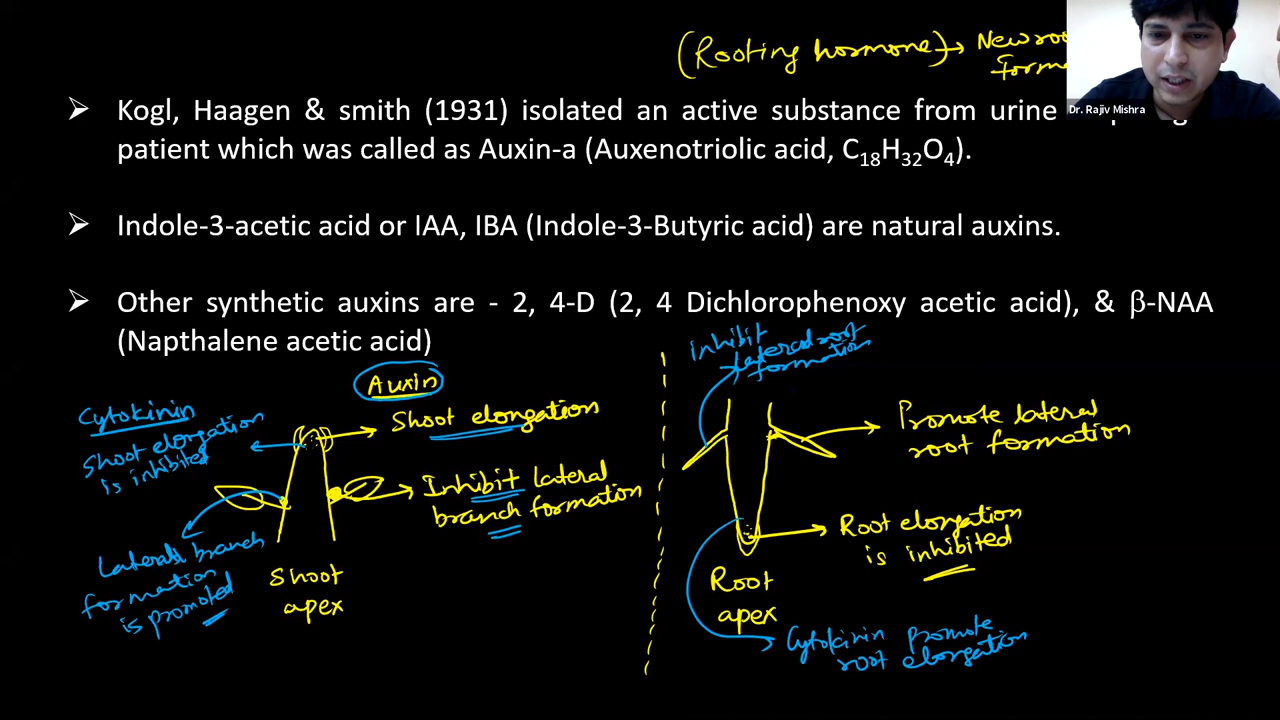 (Rooting hormone) → New
Dr. Rajiv Mishra
➢ Kogl, Haagen & smith (1931) isolated an active substance from urine
patient which was called as Auxin-a (Auxenotriolic acid, C₁₈H₃₂O₄).
➢ Indole-3-acetic acid or IAA, IBA (Indole-3-Butyric acid) are natural auxins.
➢ Other synthetic auxins are - 2, 4-D (2, 4 Dichlorophenoxy acetic acid), & β-NAA
(Napthalene acetic acid)
Auxin
Cytokinin
Shoot elongation
is inhibited
Shoot elongation
Inhibit lateral
branch formation
Lateral branch
formation
is promoted
Shoot
apex
inhibit
lateral root
formation
Promote lateral
root formation
Root elongation
is inhibited
Root
apex
Cytokinin promote
root elongation